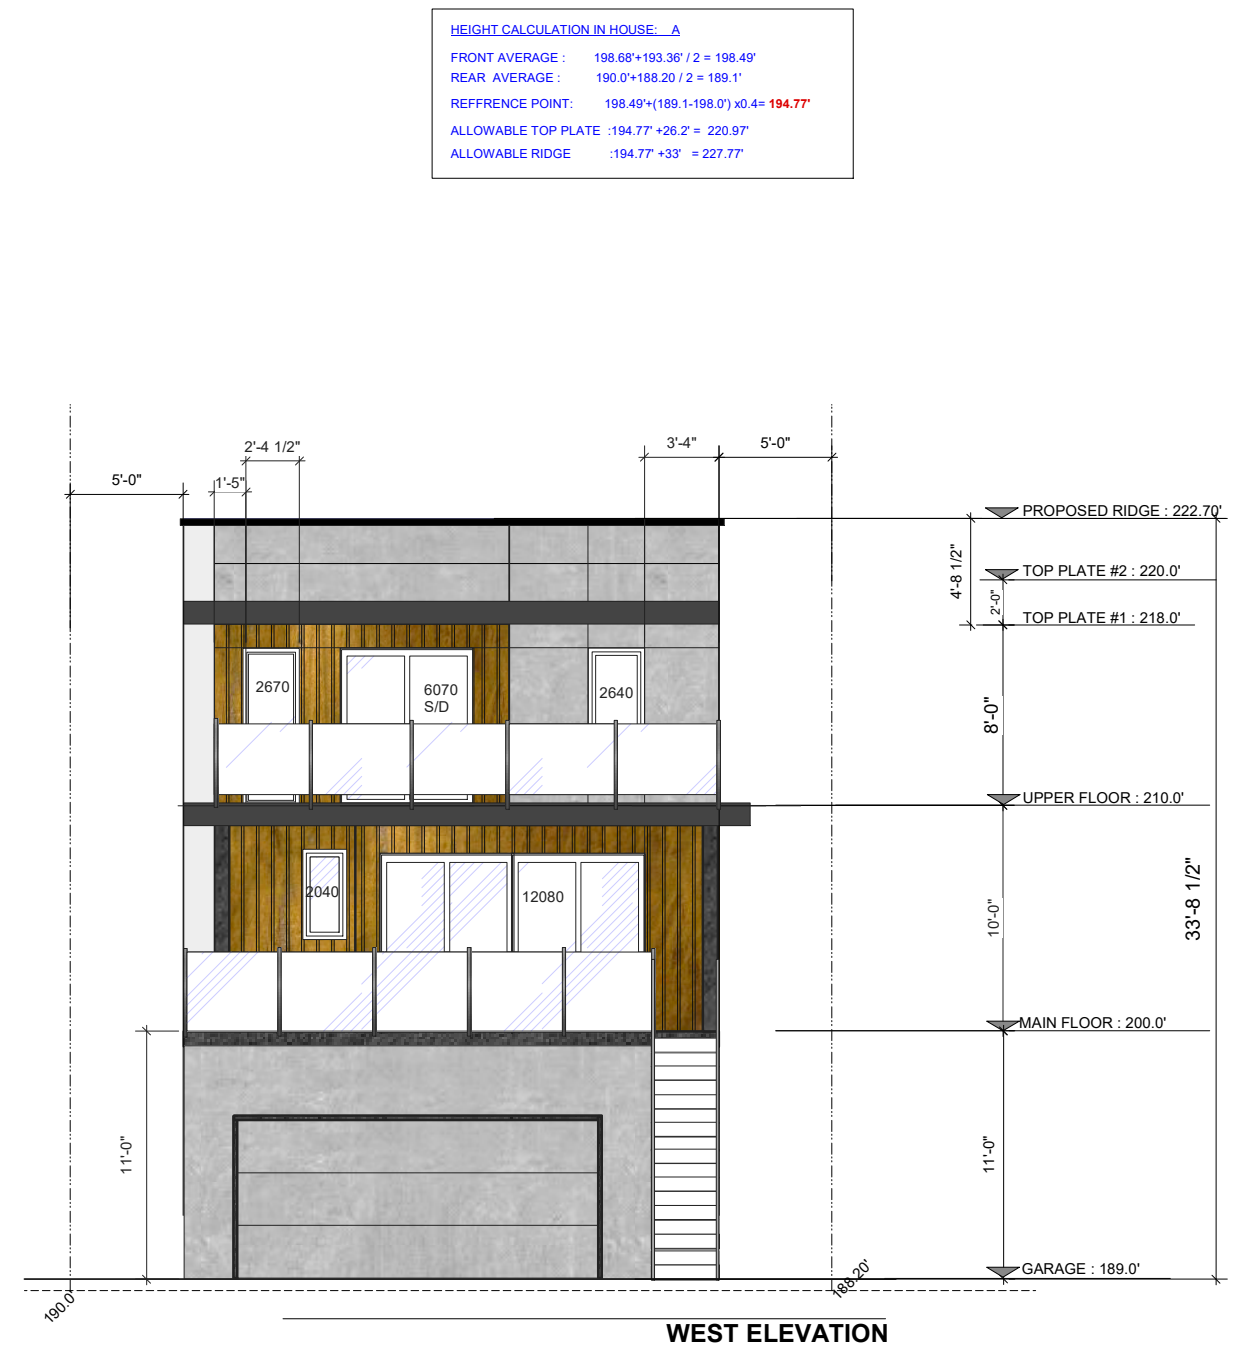 HEIGHT CALCULATION IN HOUSE: A
FRONT AVERAGE : 198.68'+193.36' / 2 = 198.49'
REAR AVERAGE : 190.0'+188.20 / 2 = 189.1'
REFFRENCE POINT: 198.49'+(189.1-198.0') x0.4= 194.77'
ALLOWABLE TOP PLATE :194.77' +26.2' = 220.97'
ALLOWABLE RIDGE :194.77' +33' = 227.77'
2'-4 1/2"
3'-4"
5'-0"
5'-0"
1'-5"
PROPOSED RIDGE : 222.70'
4'-8 1/2"
TOP PLATE #2 : 220.0'
2'-0"
TOP PLATE #1 : 218.0'
2670
6070
S/D
2640
8'-0"
UPPER FLOOR : 210.0'
2040
12080
10'-0"
33'-8 1/2"
MAIN FLOOR : 200.0'
11'-0"
11'-0"
GARAGE : 189.0'
190.0
188.20'
WEST ELEVATION